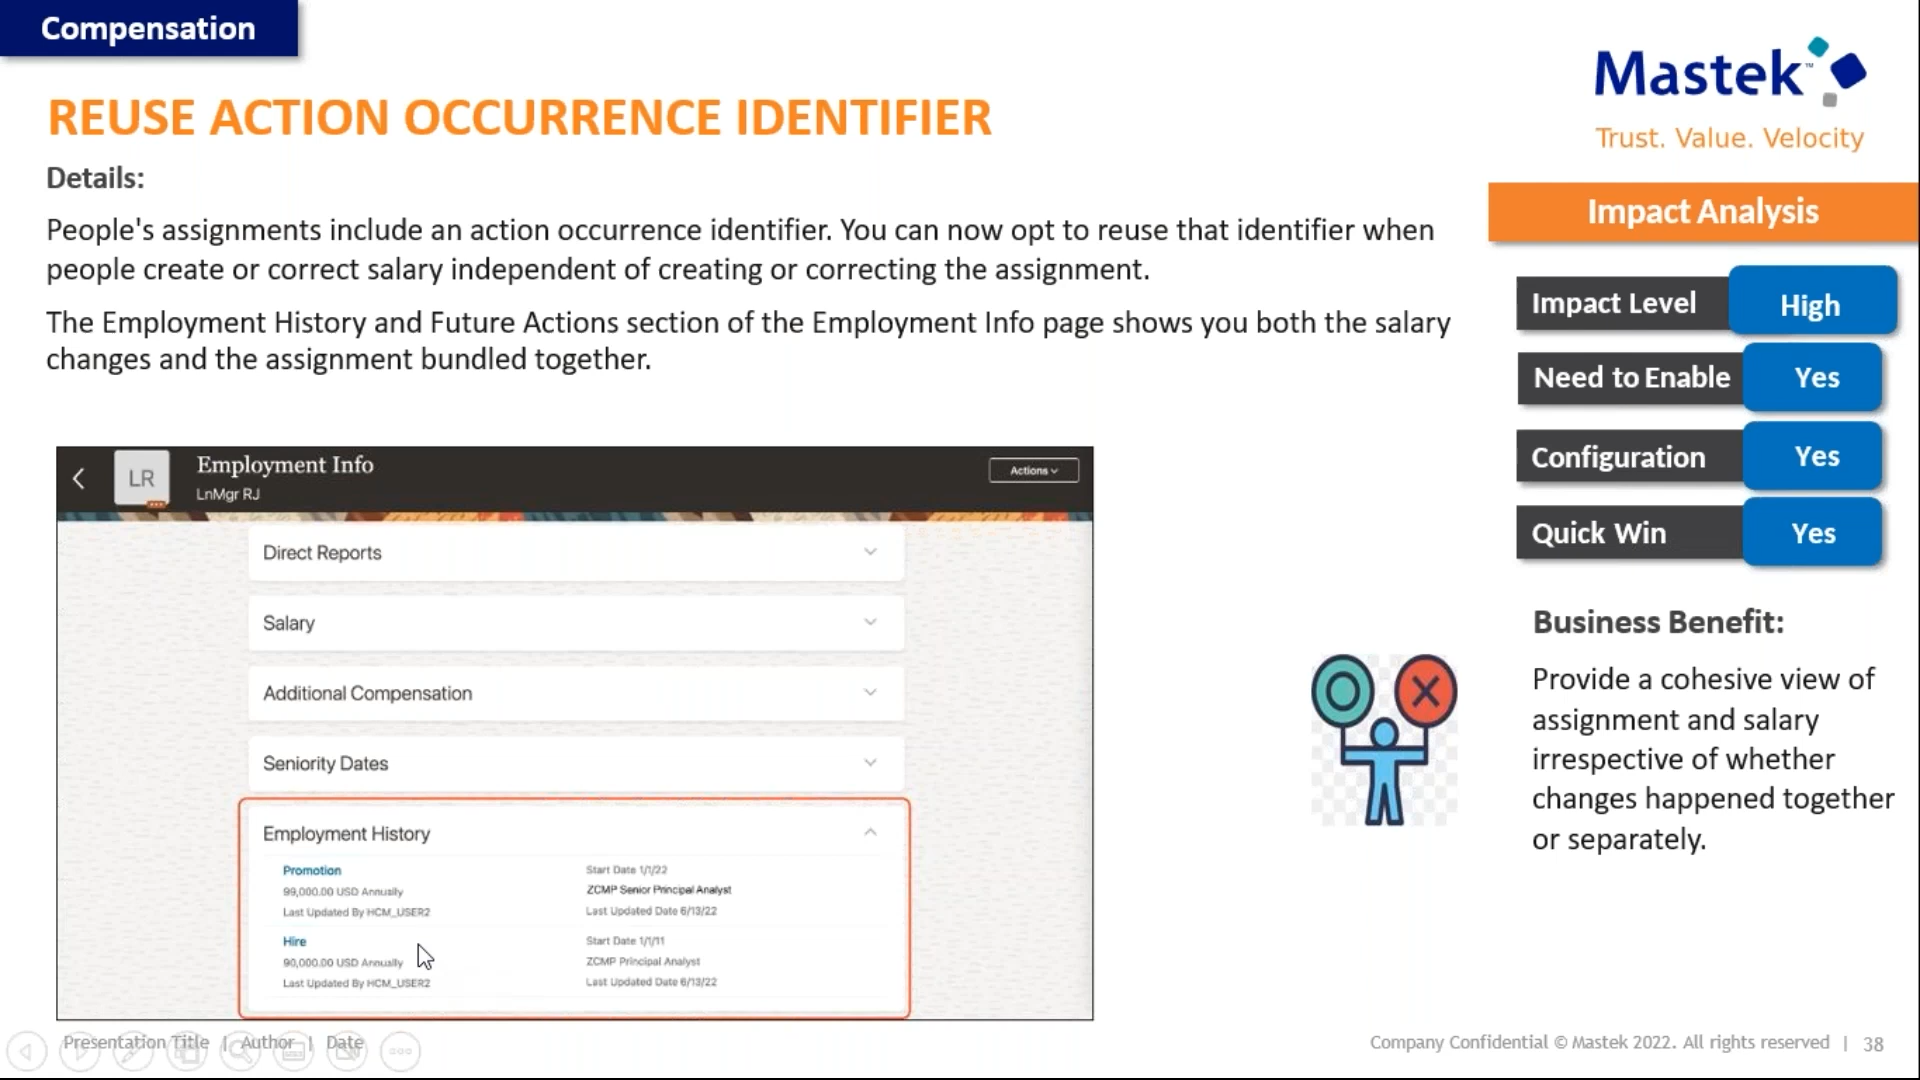 Compensation
Mastek™
Trust. Value. Velocity
REUSE ACTION OCCURRENCE IDENTIFIER
Details:
People's assignments include an action occurrence identifier. You can now opt to reuse that identifier when
people create or correct salary independent of creating or correcting the assignment.
The Employment History and Future Actions section of the Employment Info page shows you both the salary
changes and the assignment bundled together.
Impact Analysis
Impact Level High
Need to Enable Yes
Configuration Yes
Quick Win Yes
Business Benefit:
Provide a cohesive view of
assignment and salary
irrespective of whether
changes happened together
or separately.
LR
Employment Info
LnMgr RJ
Actions
Direct Reports
Salary
Additional Compensation
Seniority Dates
Employment History
Promotion Start Date 1/1/22
99,000.00 USD Annually ZCMP Senior Principal Analyst
Last Updated By HCM_USER2 Last Updated Date 6/13/22
Hire Start Date 1/1/11
90,000.00 USD Annually ZCMP Principal Analyst
Last Updated By HCM_USER2 Last Updated Date 6/13/22
Presentation Title | Author | Date
Company Confidential © Mastek 2022. All rights reserved | 38